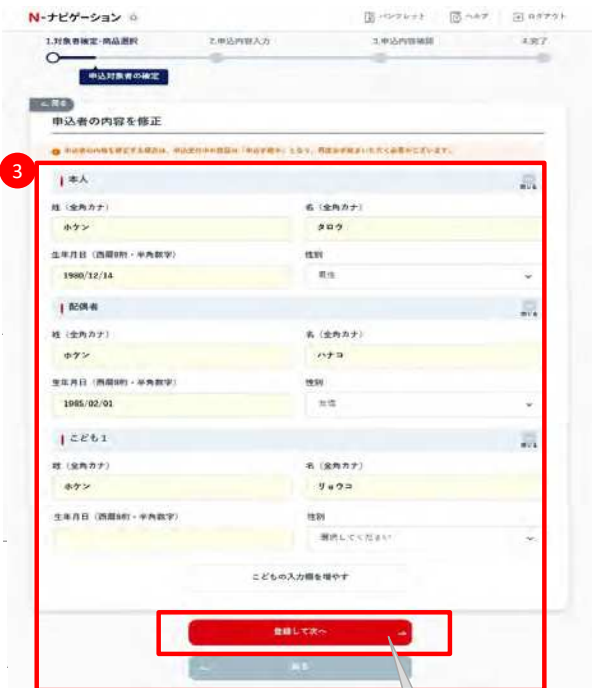 N-ナビゲーション
パンフレット ヘルプ ログアウト
1.対象者確定・商品選択 2.申込内容入力 3.申込内容確認 4.完了
申込対象者の確定
戻る
申込者の内容を修正
3
本人
閉じる
姓（全角カナ） 名（全角カナ）
ホケン タロウ
生年月日（西暦8桁・半角数字） 性別
1980/12/14 男性
配偶者
閉じる
姓（全角カナ） 名（全角カナ）
ホケン ハナコ
生年月日（西暦8桁・半角数字） 性別
1985/02/01 女性
こども1
閉じる
姓（全角カナ） 名（全角カナ）
ホケン リョウコ
生年月日（西暦8桁・半角数字） 性別
選択してください
こどもの入力欄を増やす
登録して次へ
戻る